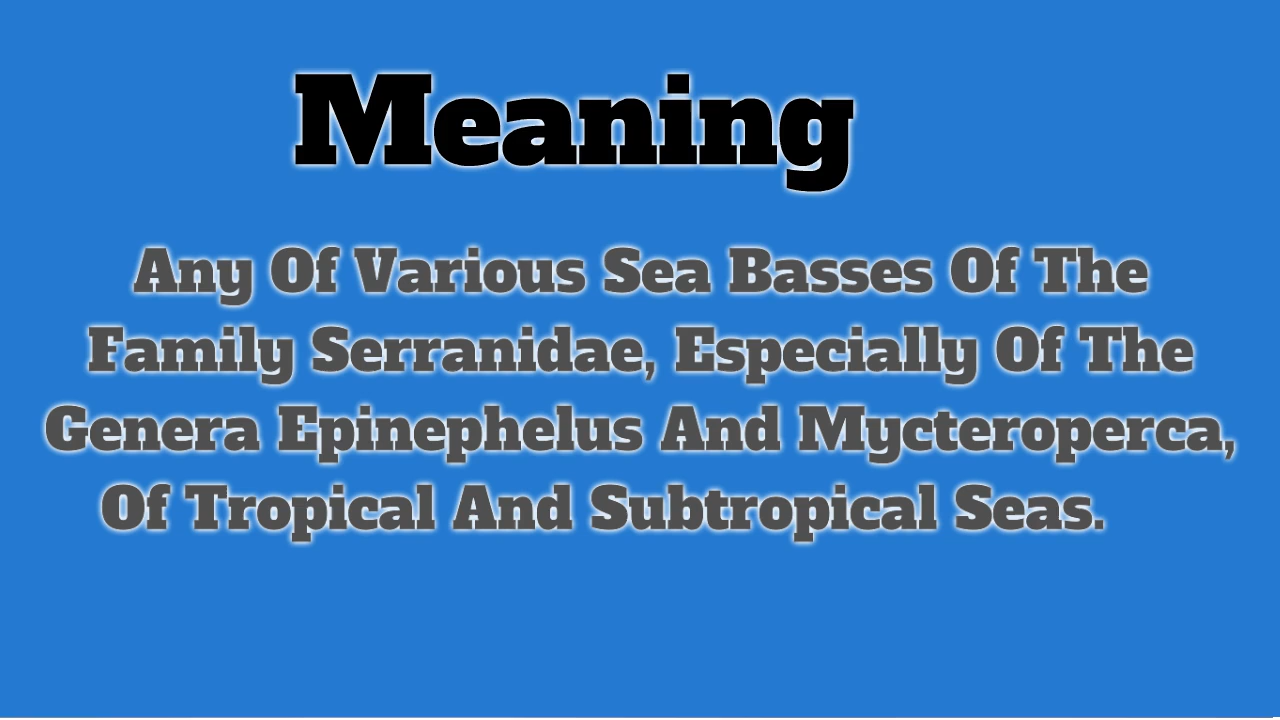 Meaning
Any Of Various Sea Basses Of The
Family Serranidae, Especially Of The
Genera Epinephelus And Mycteroperca,
Of Tropical And Subtropical Seas.